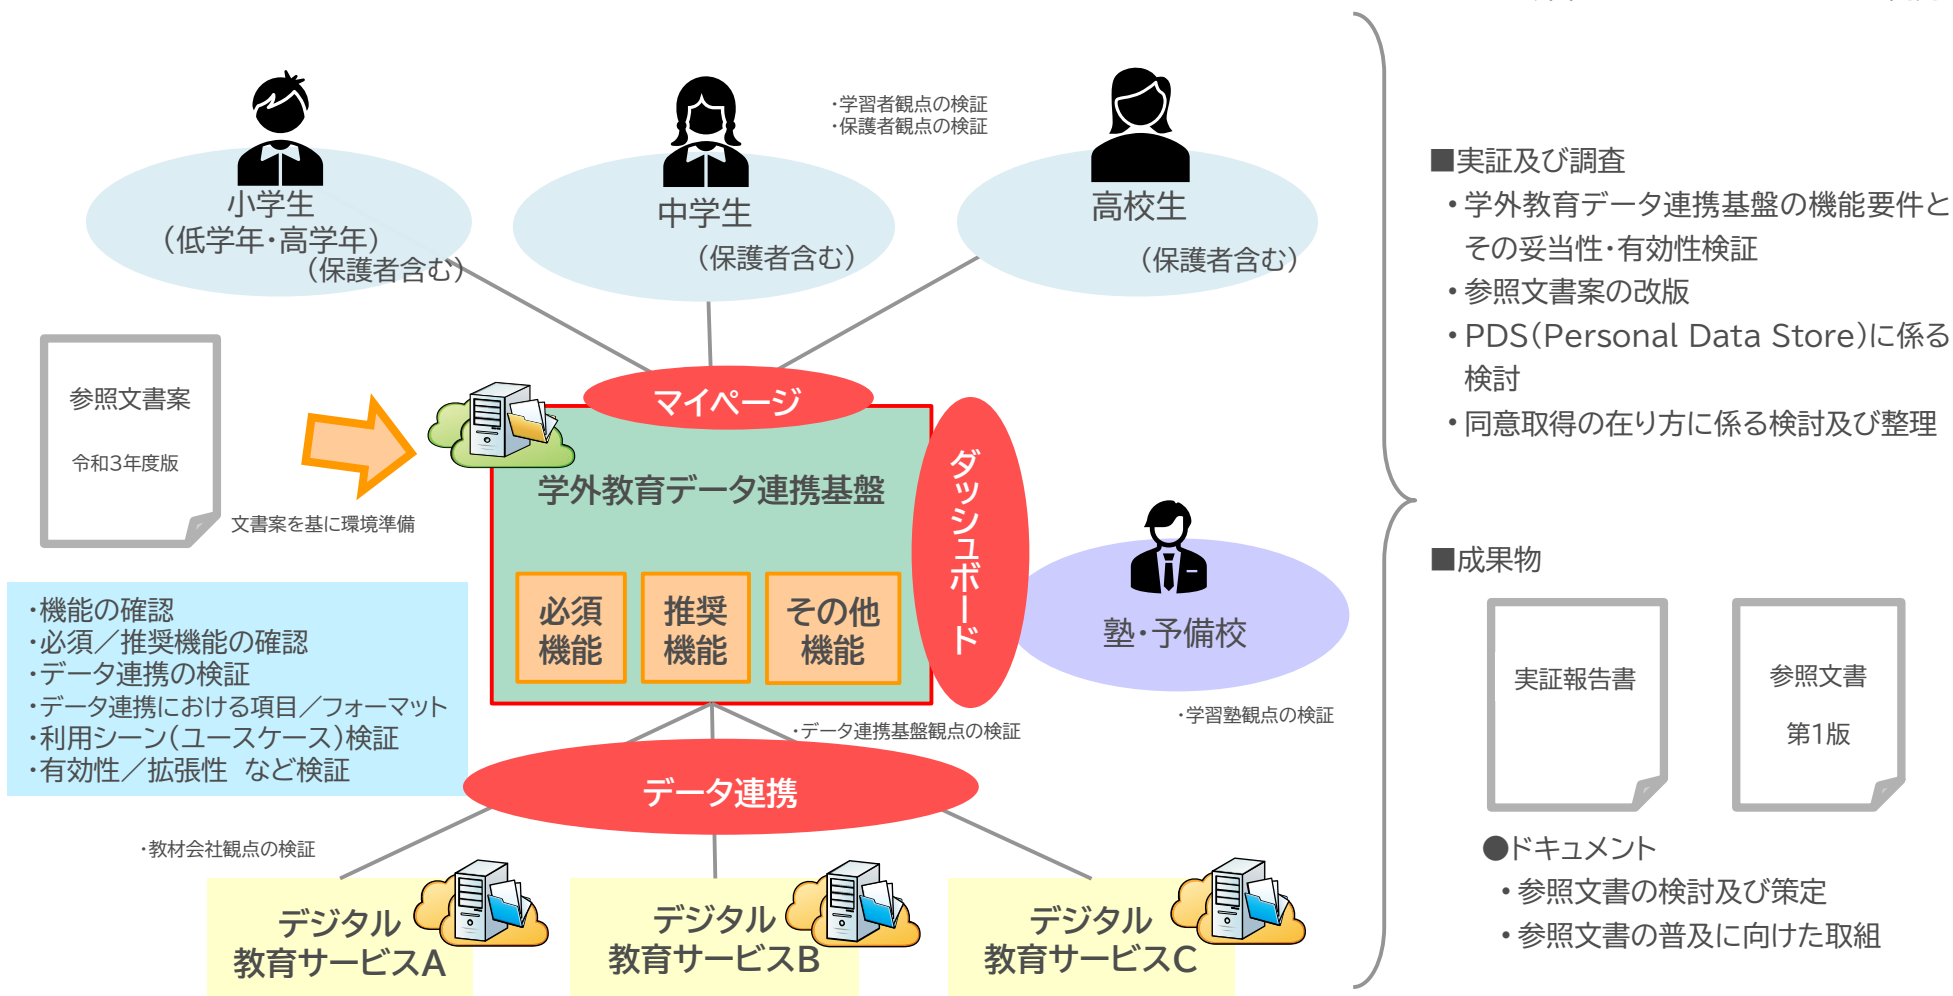 ・学習者観点の検証
・保護者観点の検証
小学生
（低学年・高学年）
（保護者含む）
中学生
（保護者含む）
高校生
（保護者含む）
参照文書案
令和3年度版
文書案を基に環境準備
マイページ
学外教育データ連携基盤
ダッシュボード
必須
機能
推奨
機能
その他
機能
塾・予備校
・学習塾観点の検証
・機能の確認
・必須／推奨機能の確認
・データ連携の検証
・データ連携における項目／フォーマット
・利用シーン（ユースケース）検証
・有効性／拡張性 など検証
・データ連携基盤観点の検証
データ連携
・教材会社観点の検証
デジタル
教育サービスA
デジタル
教育サービスB
デジタル
教育サービスC
■実証及び調査
・学外教育データ連携基盤の機能要件と
その妥当性・有効性検証
・参照文書案の改版
・PDS（Personal Data Store）に係る
検討
・同意取得の在り方に係る検討及び整理
■成果物
実証報告書
参照文書
第1版
●ドキュメント
・参照文書の検討及び策定
・参照文書の普及に向けた取組